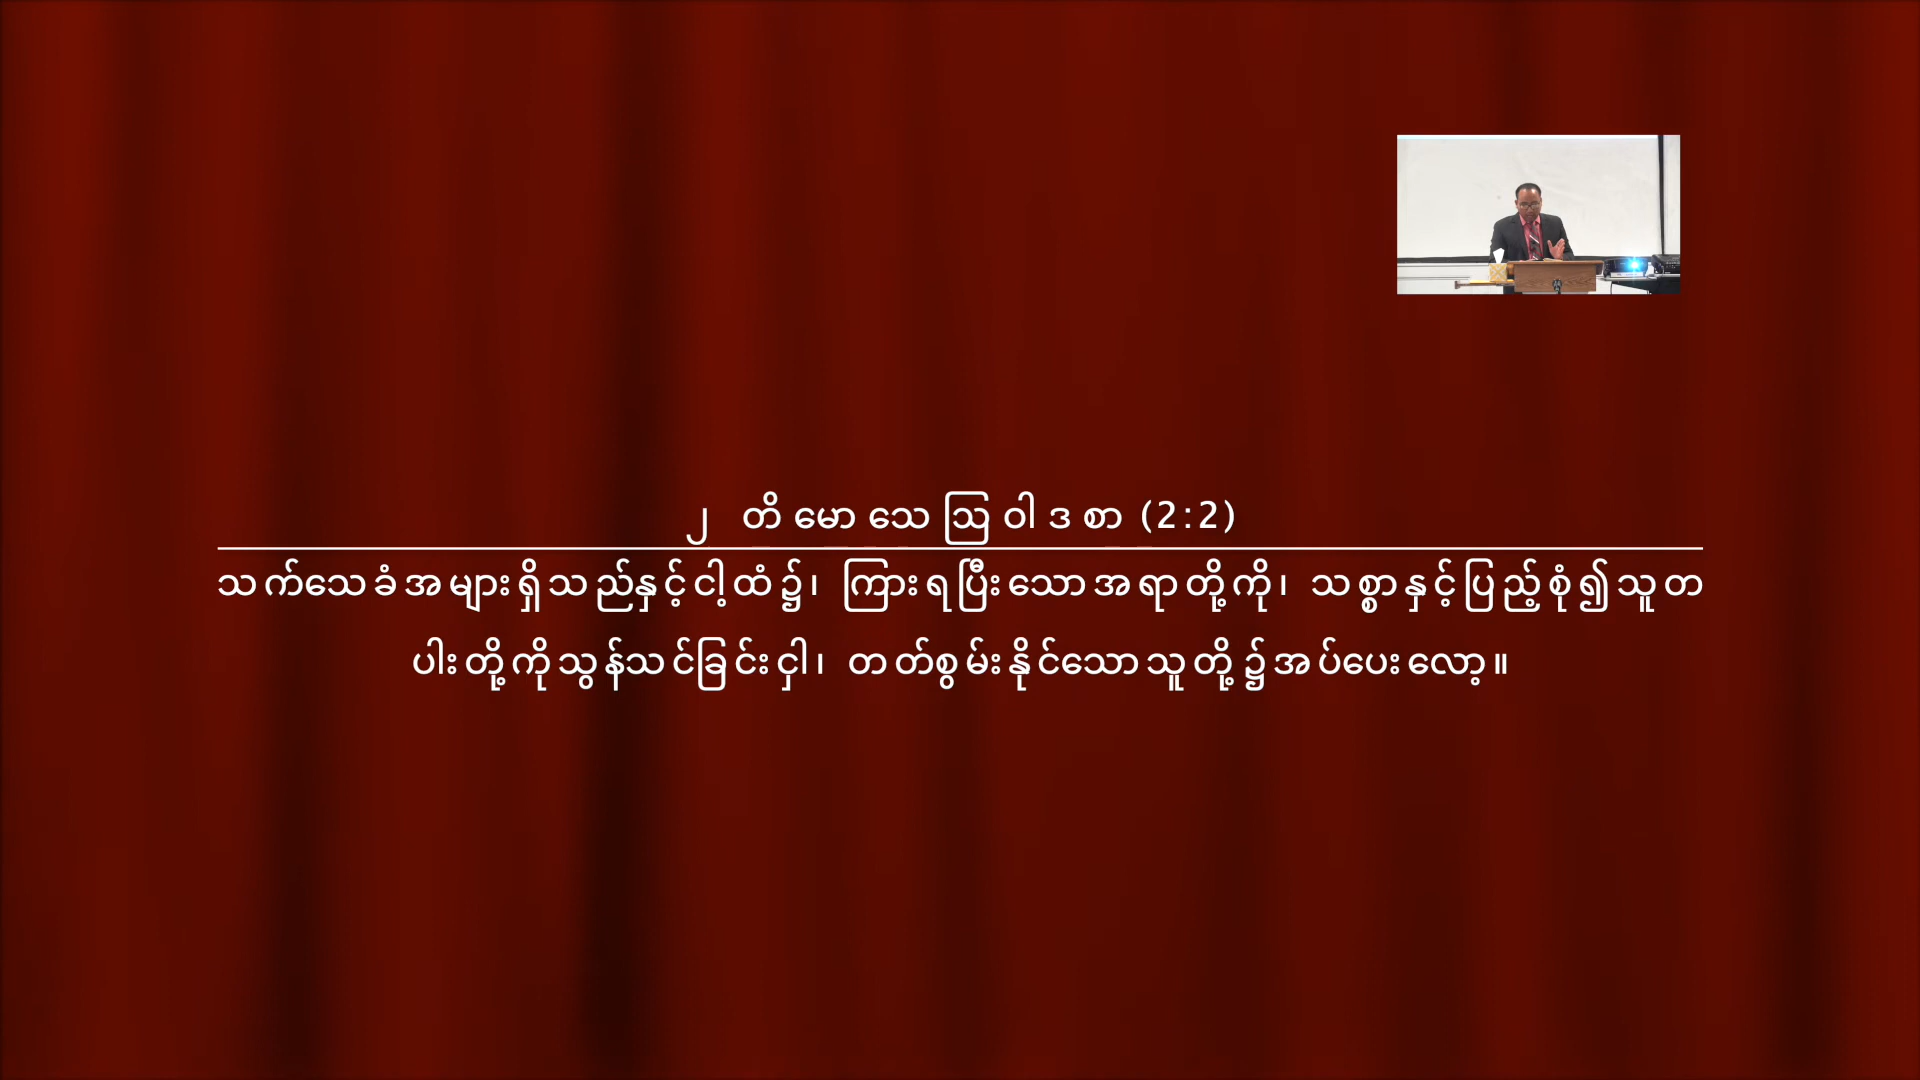 ၂ တိမောသေဩဝါဒစာ (2:2)
သက်သေခံအများရှိသည်နှင့်ငါ့ထံ၌၊ ကြားရပြီးသောအရာတို့ကို၊ သစ္စာနှင့်ပြည့်စုံ၍သူတ
ပါးတို့ကိုသွန်သင်ခြင်းငှါ၊ တတ်စွမ်းနိုင်သောသူတို့၌အပ်ပေးလော့။